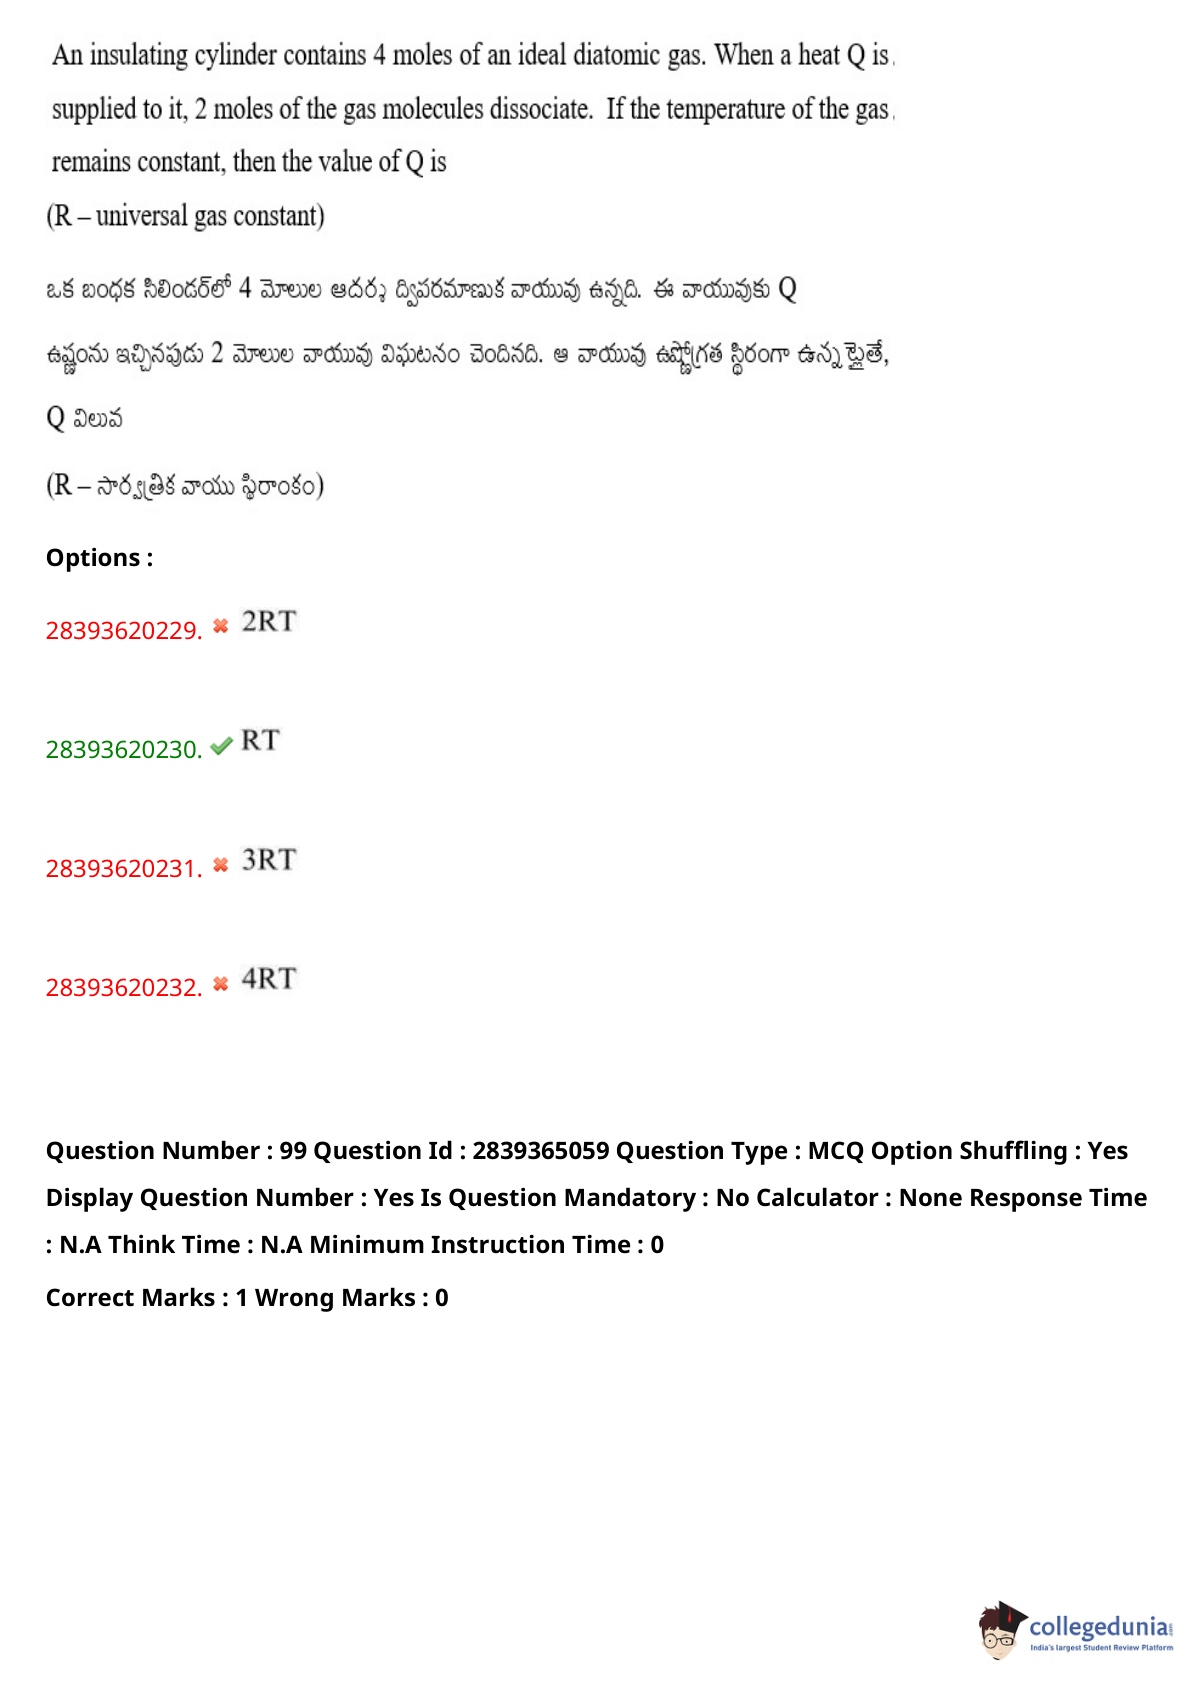 An insulating cylinder contains 4 moles of an ideal diatomic gas. When a heat Q is
supplied to it, 2 moles of the gas molecules dissociate. If the temperature of the gas
remains constant, then the value of Q is
(R – universal gas constant)
ఒక బంధక సిలిండర్‌లో 4 మోలుల ఆదర్శ ద్విపరమాణుక వాయువు ఉన్నది. ఈ వాయువుకు Q
ఉష్ణంను ఇచ్చినపుడు 2 మోలుల వాయువు విఘటనం చెందినది. ఆ వాయువు ఉష్ణోగ్రత స్థిరంగా ఉన్నట్లైతే,
Q విలువ
(R – సార్వత్రిక వాయు స్థిరాంకం)
Options :
28393620229. ✖ 2RT
28393620230. ✔ RT
28393620231. ✖ 3RT
28393620232. ✖ 4RT
Question Number : 99 Question Id : 2839365059 Question Type : MCQ Option Shuffling : Yes
Display Question Number : Yes Is Question Mandatory : No Calculator : None Response Time
: N.A Think Time : N.A Minimum Instruction Time : 0
Correct Marks : 1 Wrong Marks : 0
collegedunia
India's largest Student Review Platform